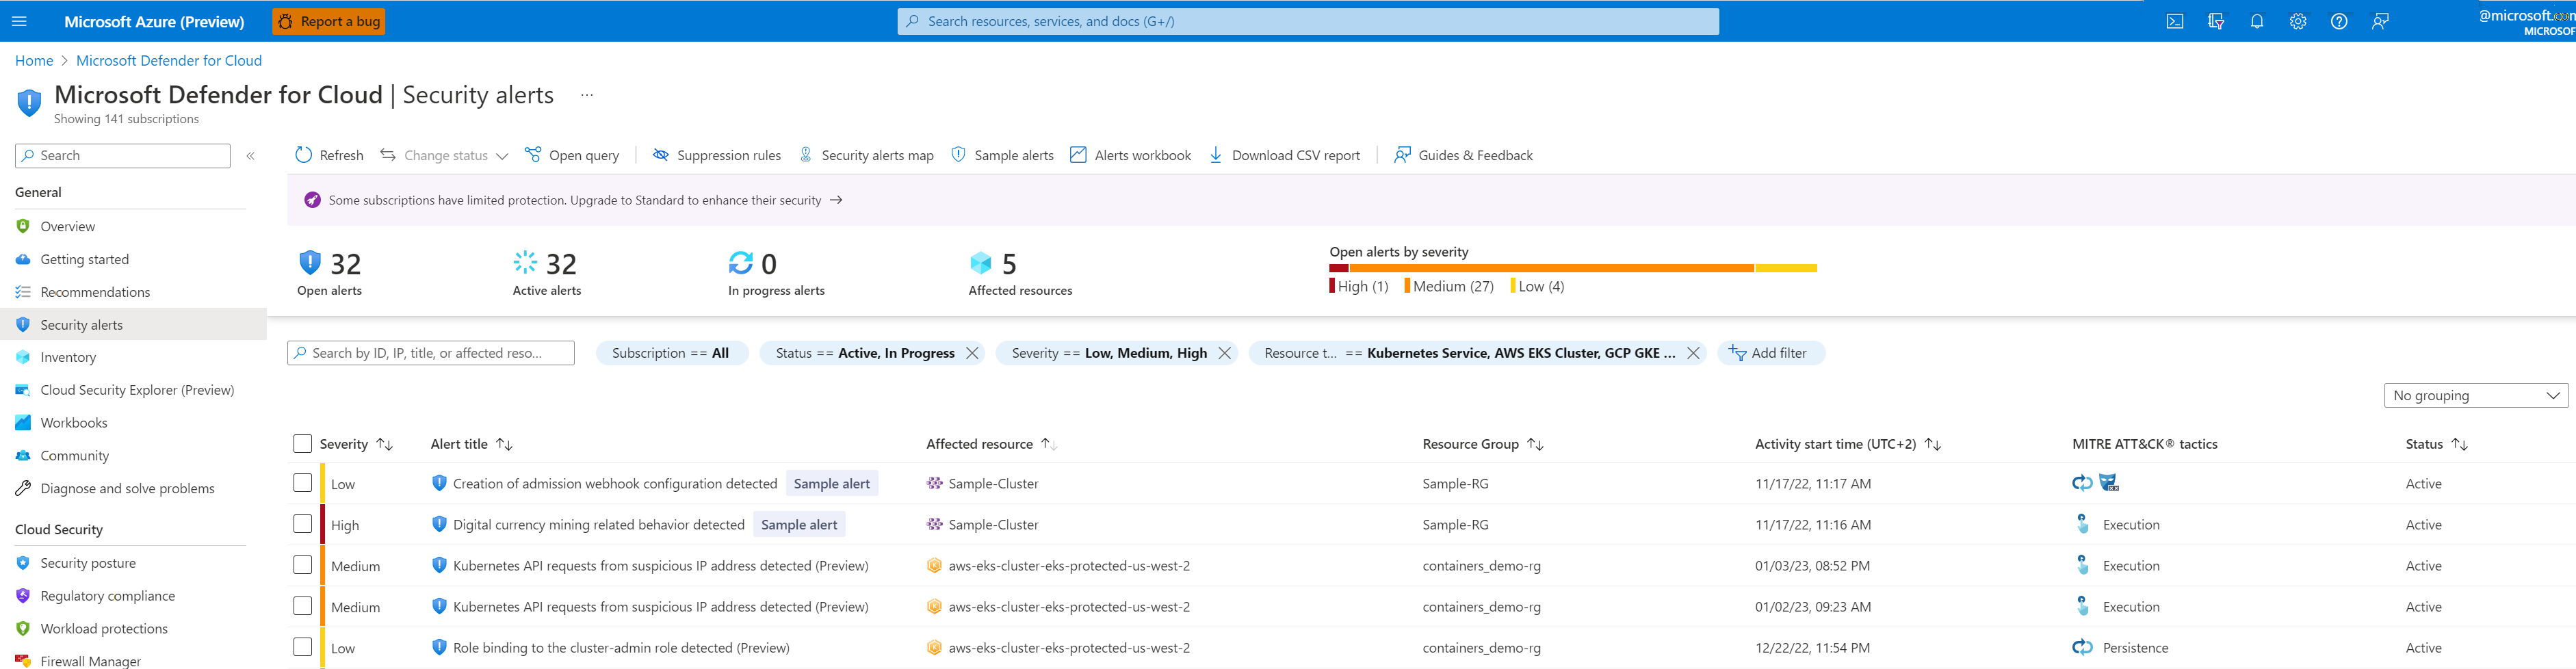 Microsoft Azure (Preview) Report a bug Search resources, services, and docs (G+/) @microsoft.com
MICROSOF
Home > Microsoft Defender for Cloud
Microsoft Defender for Cloud | Security alerts ...
Showing 141 subscriptions
Search «
General
Overview
Getting started
Recommendations
Security alerts
Inventory
Cloud Security Explorer (Preview)
Workbooks
Community
Diagnose and solve problems
Cloud Security
Security posture
Regulatory compliance
Workload protections
Firewall Manager
Refresh Change status Open query Suppression rules Security alerts map Sample alerts Alerts workbook Download CSV report Guides & Feedback
Some subscriptions have limited protection. Upgrade to Standard to enhance their security →
32 32 0 5
Open alerts Active alerts In progress alerts Affected resources
Open alerts by severity
High (1) Medium (27) Low (4)
Search by ID, IP, title, or affected reso... Subscription == All Status == Active, In Progress Severity == Low, Medium, High Resource t... == Kubernetes Service, AWS EKS Cluster, GCP GKE ... Add filter
No grouping
Severity ↑↓ Alert title ↑↓ Affected resource ↑↓ Resource Group ↑↓ Activity start time (UTC+2) ↑↓ MITRE ATT&CK® tactics Status ↑↓
Low Creation of admission webhook configuration detected Sample alert Sample-Cluster Sample-RG 11/17/22, 11:17 AM Active
High Digital currency mining related behavior detected Sample alert Sample-Cluster Sample-RG 11/17/22, 11:16 AM Execution Active
Medium Kubernetes API requests from suspicious IP address detected (Preview) aws-eks-cluster-eks-protected-us-west-2 containers_demo-rg 01/03/23, 08:52 PM Execution Active
Medium Kubernetes API requests from suspicious IP address detected (Preview) aws-eks-cluster-eks-protected-us-west-2 containers_demo-rg 01/02/23, 09:23 AM Execution Active
Low Role binding to the cluster-admin role detected (Preview) aws-eks-cluster-eks-protected-us-west-2 containers_demo-rg 12/22/22, 11:54 PM Persistence Active